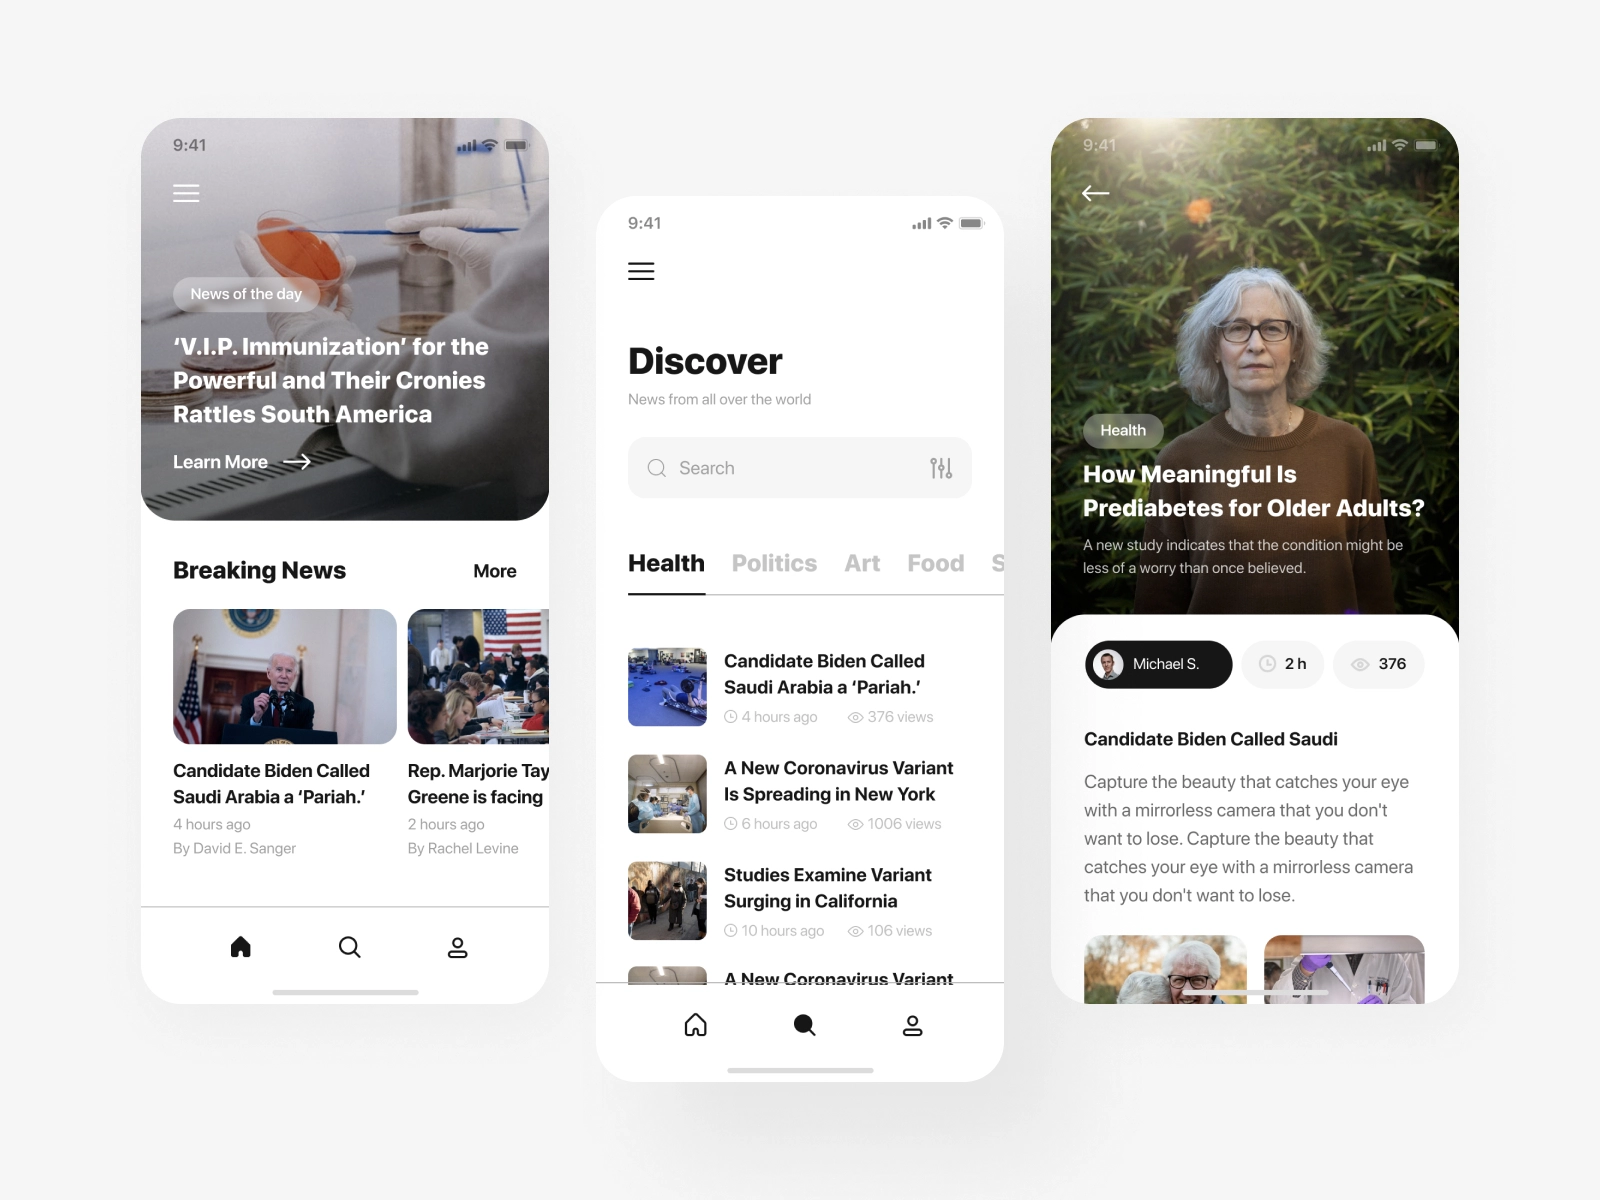 9:41
News of the day
‘V.I.P. Immunization’ for the
Powerful and Their Cronies
Rattles South America
Learn More
Breaking News
More
Candidate Biden Called
Saudi Arabia a ‘Pariah.’
4 hours ago
By David E. Sanger
Rep. Marjorie Tay
Greene is facing
2 hours ago
By Rachel Levine
9:41
Discover
News from all over the world
Search
Health Politics Art Food S
Candidate Biden Called
Saudi Arabia a ‘Pariah.’
4 hours ago 376 views
A New Coronavirus Variant
Is Spreading in New York
6 hours ago 1006 views
Studies Examine Variant
Surging in California
10 hours ago 106 views
A New Coronavirus Variant
9:41
Health
How Meaningful Is
Prediabetes for Older Adults?
A new study indicates that the condition might be
less of a worry than once believed.
Michael S.
2 h
376
Candidate Biden Called Saudi
Capture the beauty that catches your eye
with a mirrorless camera that you don't
want to lose. Capture the beauty that
catches your eye with a mirrorless camera
that you don't want to lose.